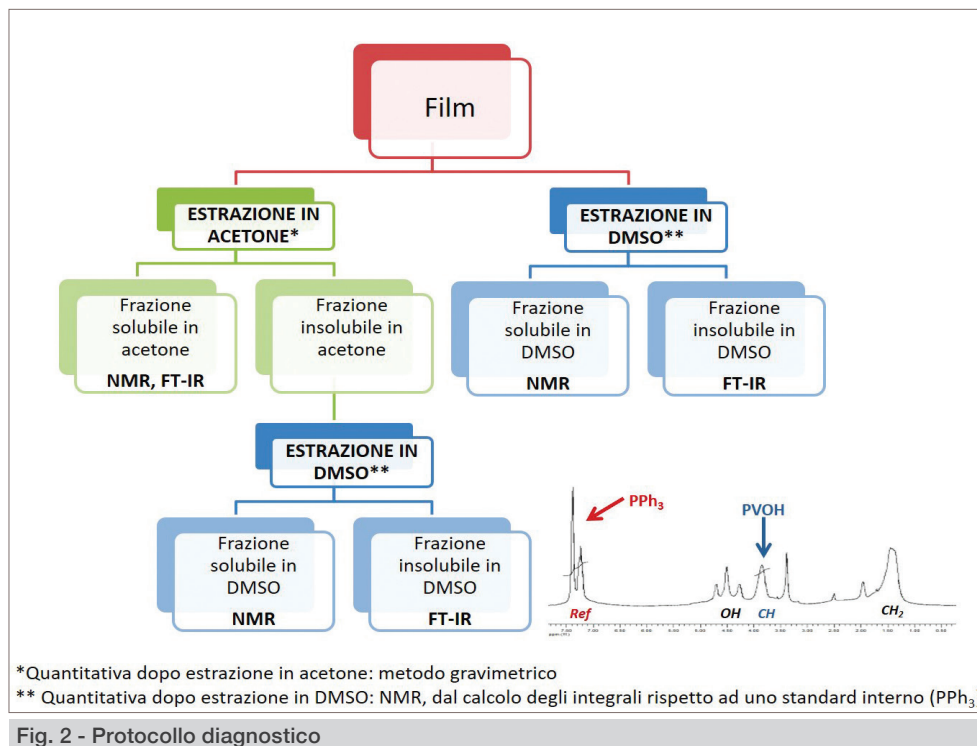 Film
ESTRAZIONE IN
ACETONE*
ESTRAZIONE IN
DMSO**
Frazione
solubile in
acetone
NMR, FT-IR
Frazione
insolubile in
acetone
Frazione
solubile in
DMSO
NMR
Frazione
insolubile in
DMSO
FT-IR
ESTRAZIONE IN
DMSO**
Frazione
solubile in
DMSO
NMR
Frazione
insolubile in
DMSO
FT-IR
PPh₃
PVOH
Ref
OH
CH
CH₂
*Quantitativa dopo estrazione in acetone: metodo gravimetrico
** Quantitativa dopo estrazione in DMSO: NMR, dal calcolo degli integrali rispetto ad uno standard interno (PPh₃)
Fig. 2 - Protocollo diagnostico